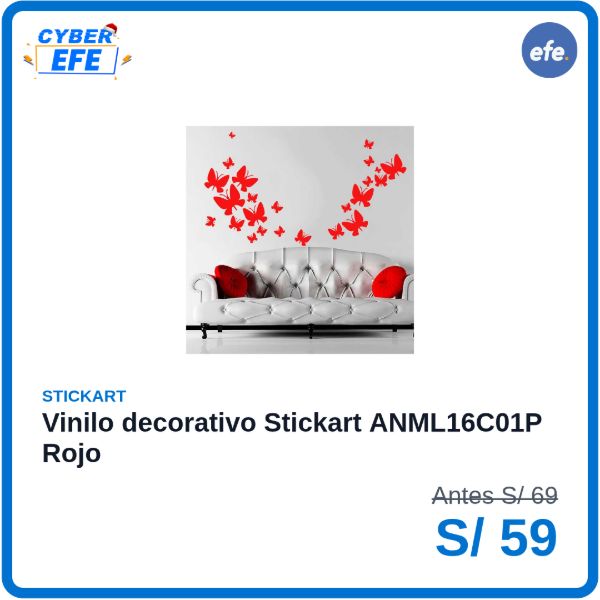 CYBER
EFE
efe.
STICKART
Vinilo decorativo Stickart ANML16C01P
Rojo
Antes S/ 69
S/ 59